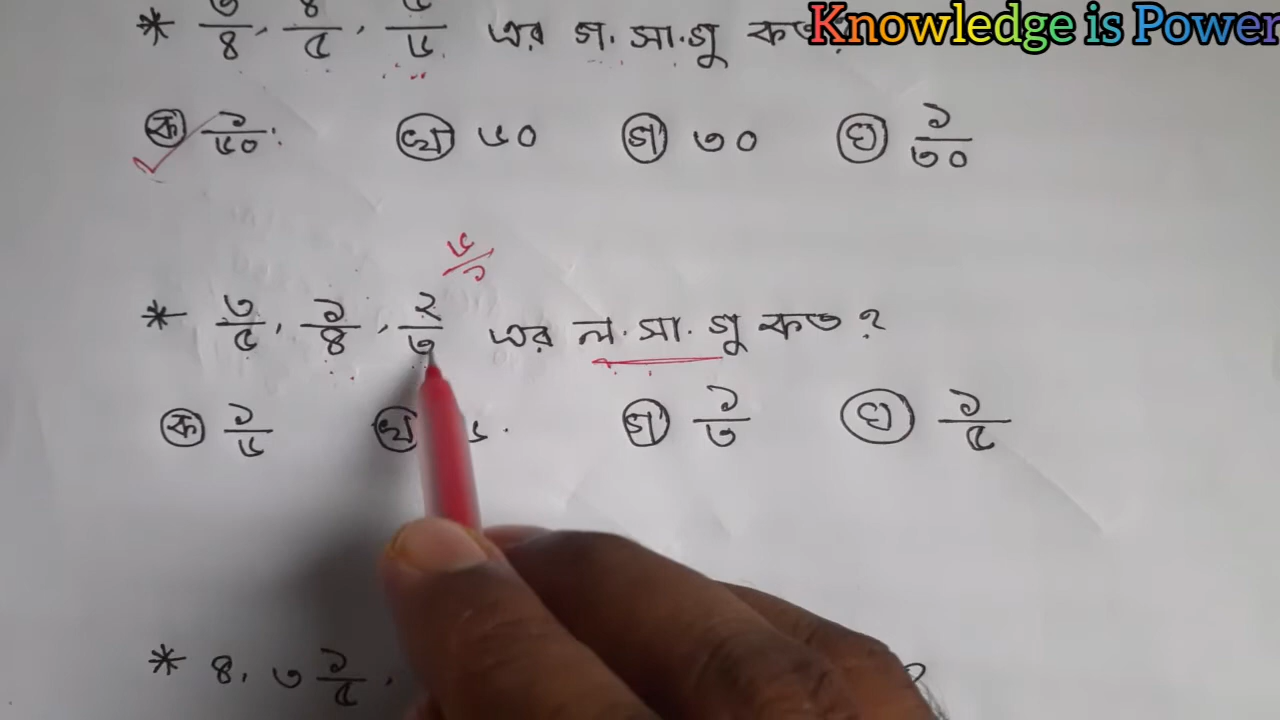 Knowledge is Power
* ৩/৪, ৪/৫, ৫/৬ এর গ. সা. গু কত
ক ১/৬০. খ ৬০ গ ৩০ ঘ ১/৩০
৬/১
* ৩/৫, ১/৪, ২/৩ এর ল. সা. গু কত ?
ক ১/৬ খ ৬. গ ১/৩ ঘ ১/৫
* ৪, ৩ ১/৫,